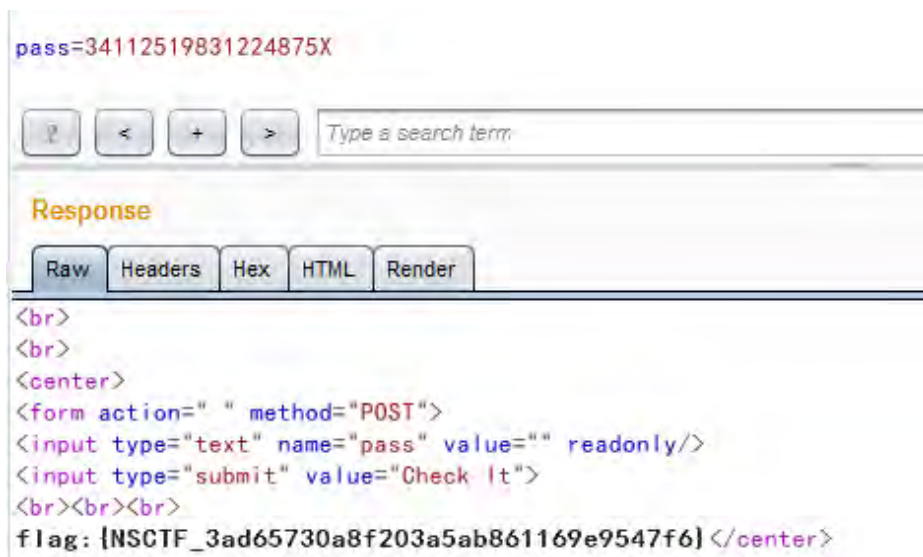 pass=34112519831224875X
? < + > Type a search term
Response
Raw Headers Hex HTML Render
<br>
<br>
<center>
<form action=" " method="POST">
<input type="text" name="pass" value="" readonly/>
<input type="submit" value="Check It">
<br><br><br>
flag:{NSCTF_3ad65730a8f203a5ab861169e9547f6}</center>